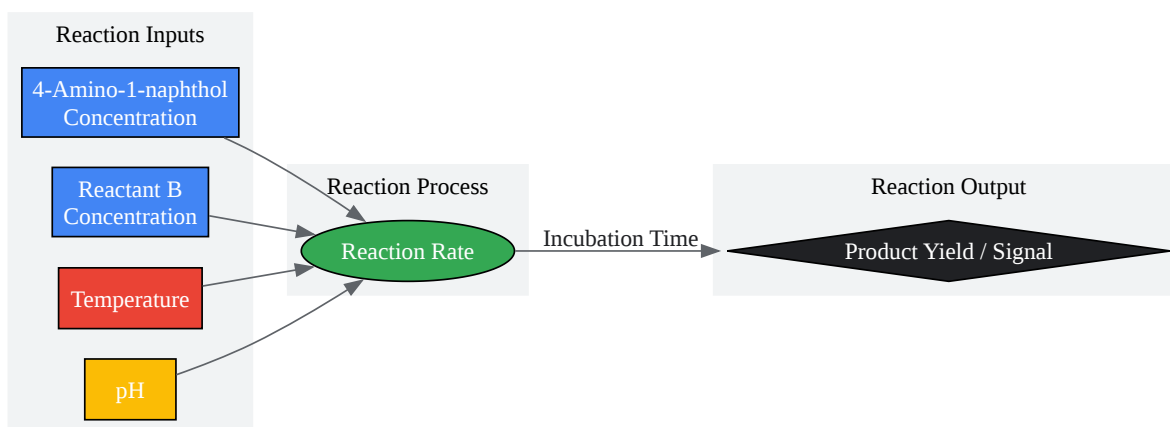 Reaction Inputs
4-Amino-1-naphthol
Concentration
Reactant B
Concentration
Temperature
pH
Reaction Process
Reaction Rate
Incubation Time
Reaction Output
Product Yield / Signal